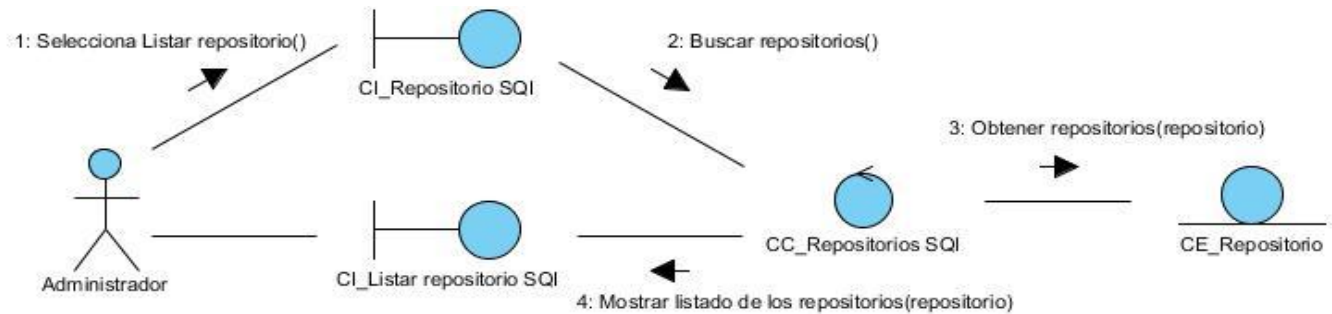 1: Selecciona Listar repositorio()
2: Buscar repositorios()
CI_Repositorio SQI
3: Obtener repositorios(repositorio)
Administrador
CI_Listar repositorio SQI
CC_Repositorios SQI
CE_Repositorio
4: Mostrar listado de los repositorios(repositorio)